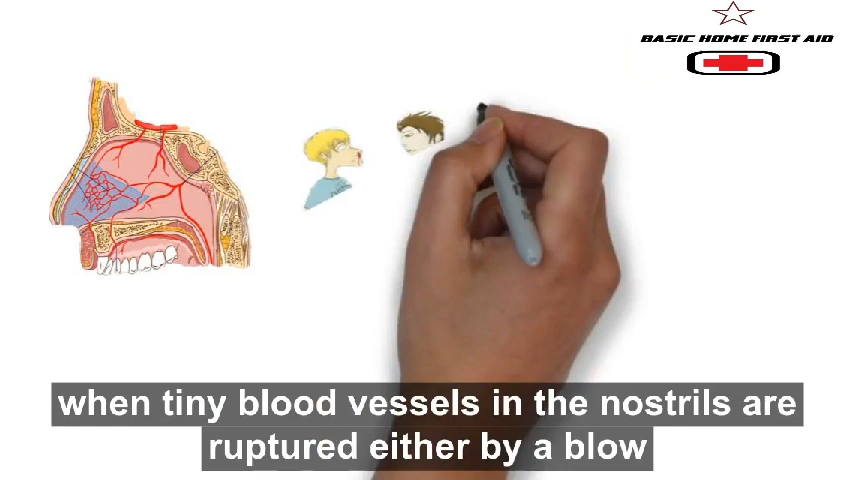 BASIC HOME FIRST AID
when tiny blood vessels in the nostrils are
ruptured either by a blow